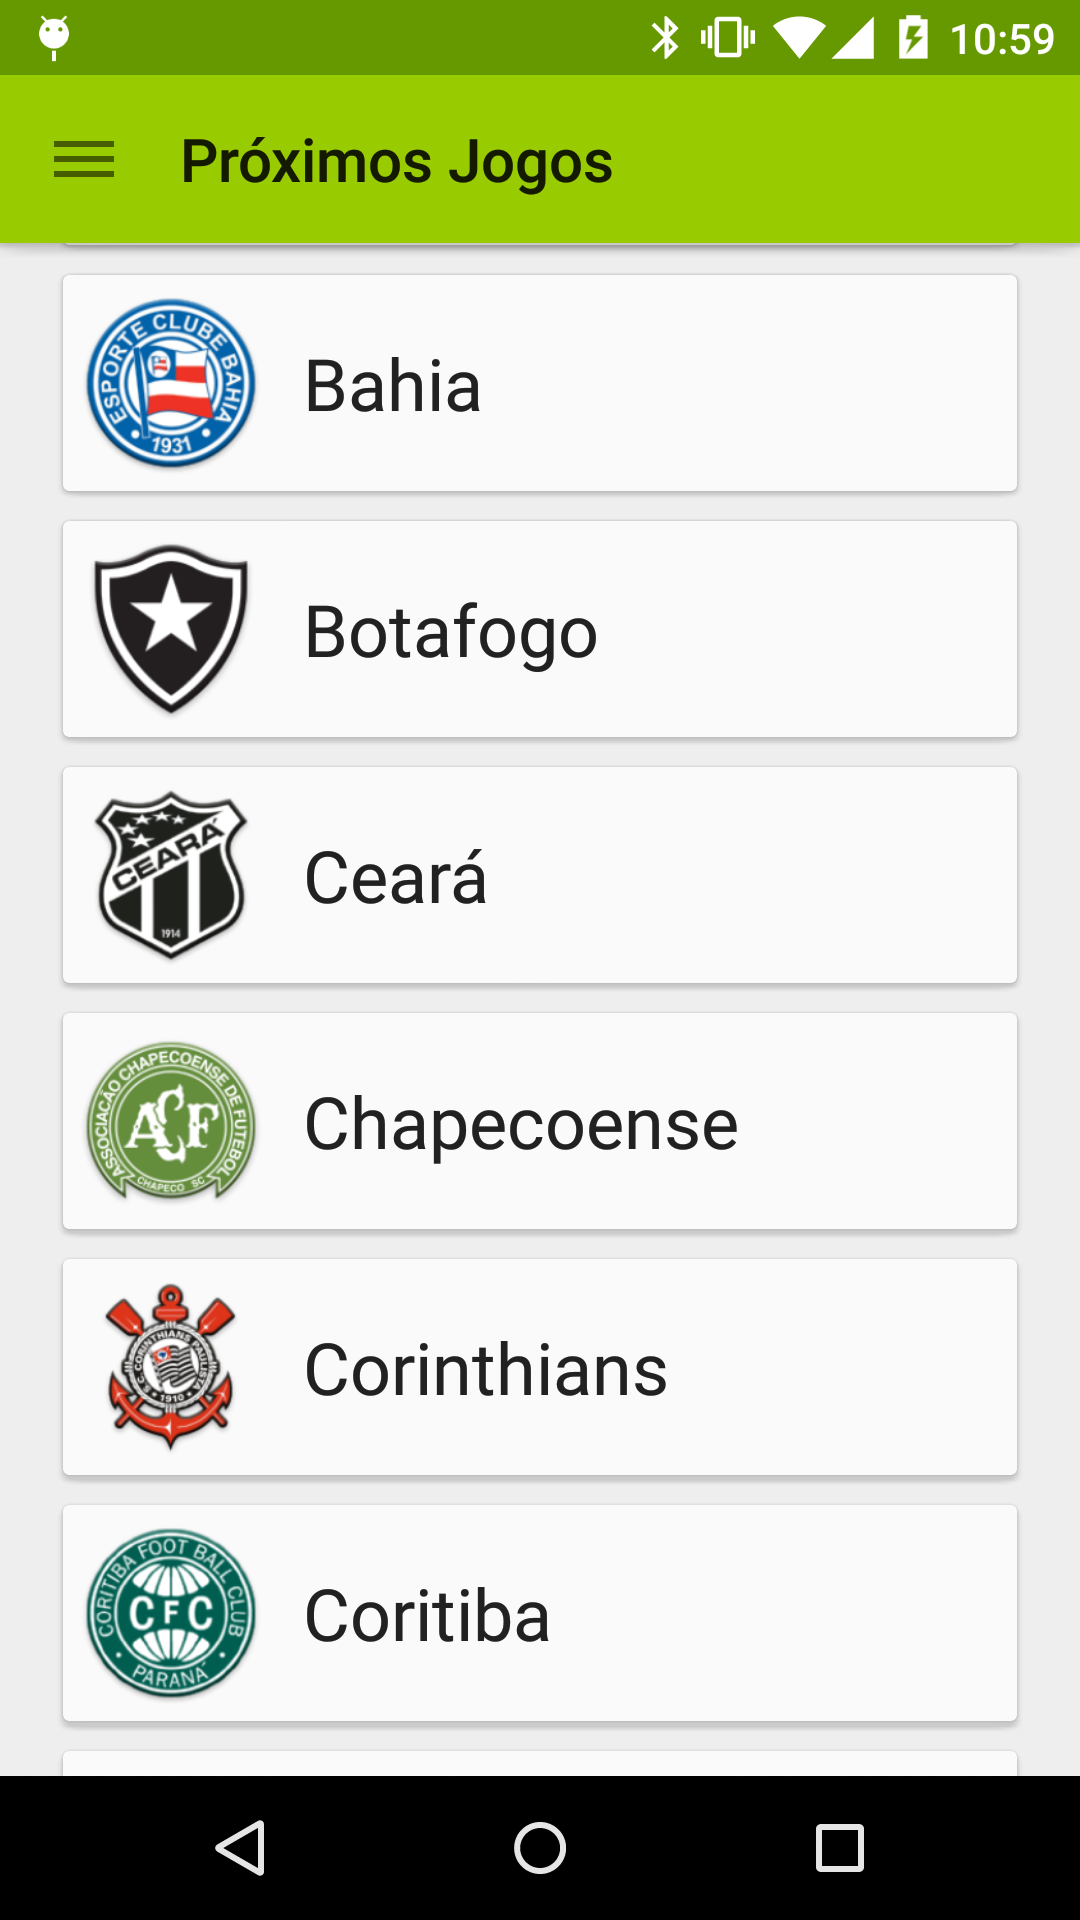 10:59
Próximos Jogos
ESPORTE CLUBE BAHIA
1931
Bahia
Botafogo
CEARÁ
1914
Ceará
ASSOCIAÇÃO CHAPECOENSE DE FUTEBOL
ACF
CHAPECO SC
Chapecoense
S.C. CORINTHIANS PAULISTA
1910
Corinthians
CORITIBA FOOT BALL CLUB
CFC
PARANÁ
Coritiba